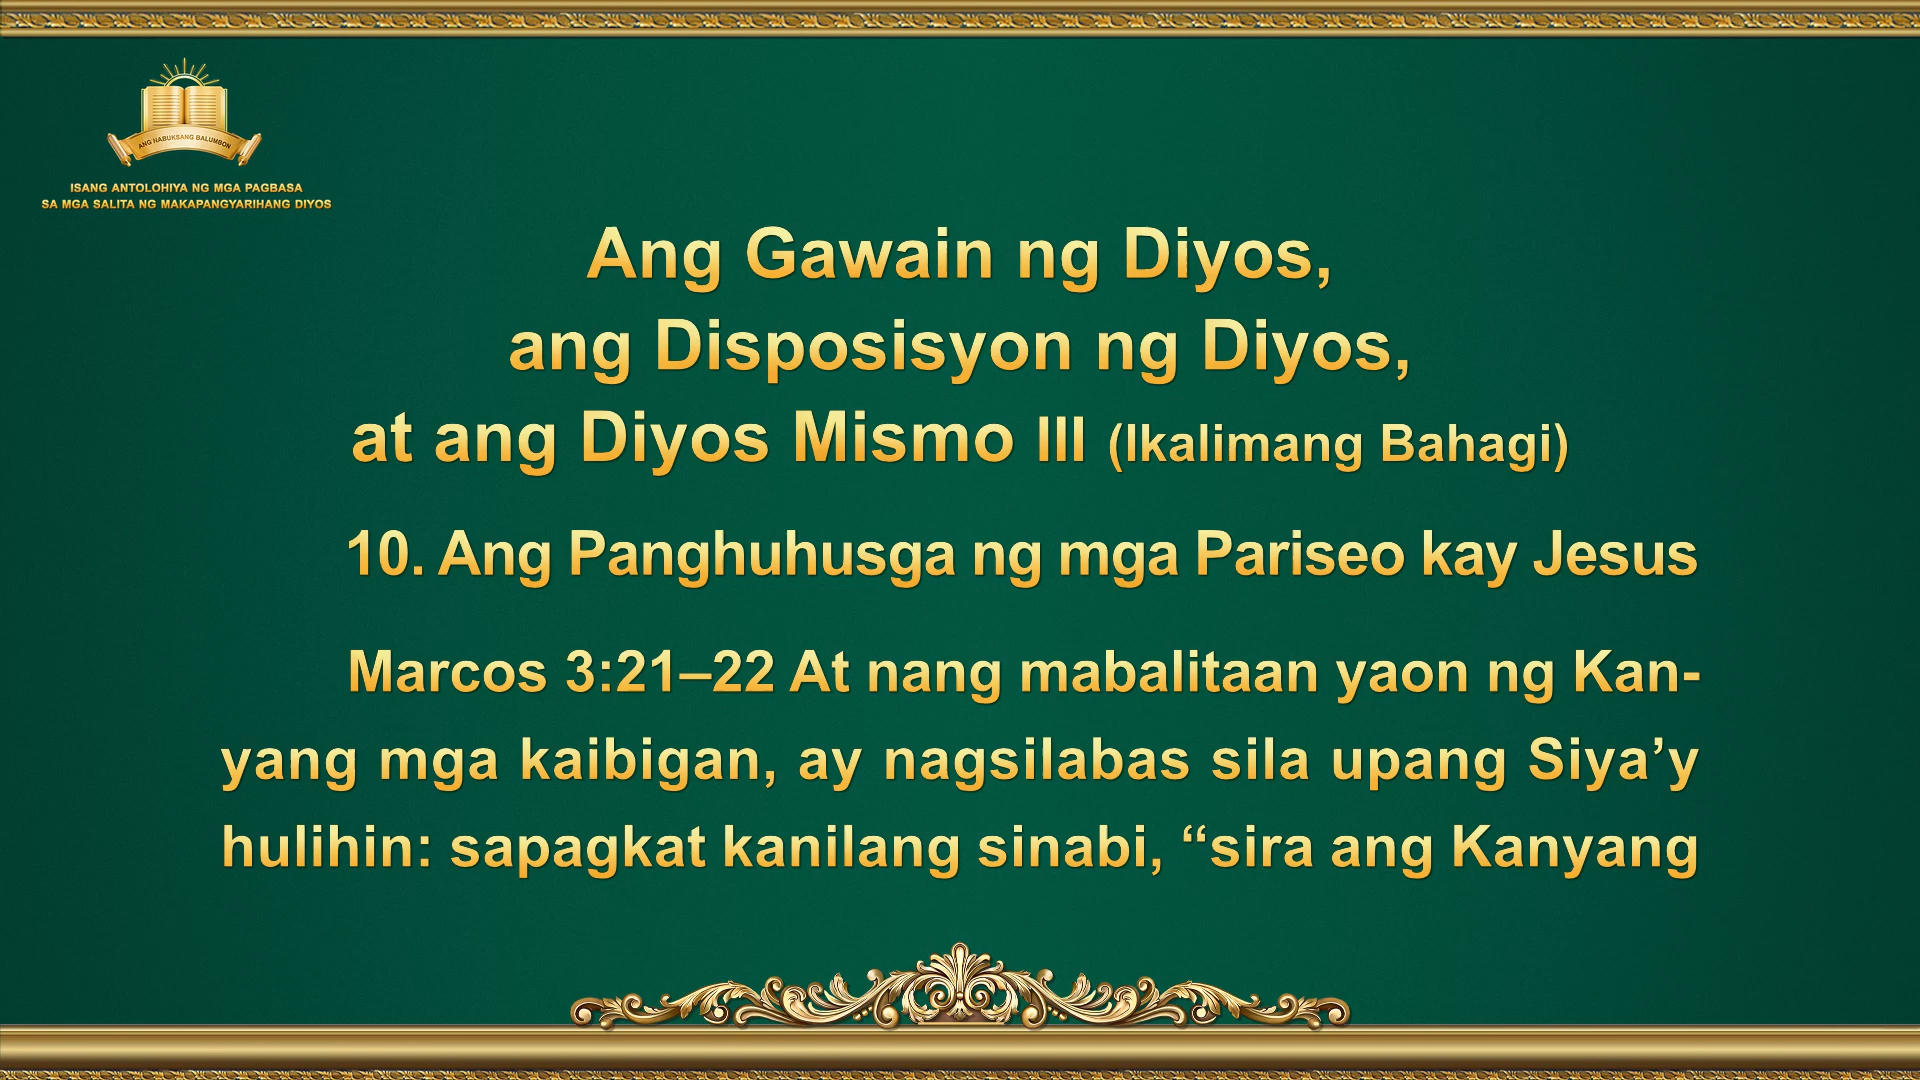 ANG NABUKSANG BALUMBON
ISANG ANTOLOHIYA NG MGA PAGBASA
SA MGA SALITA NG MAKAPANGYARIHANG DIYOS
Ang Gawain ng Diyos,
ang Disposisyon ng Diyos,
at ang Diyos Mismo III (Ikalimang Bahagi)
10. Ang Panghuhusga ng mga Pariseo kay Jesus
Marcos 3:21–22 At nang mabalitaan yaon ng Kan-
yang mga kaibigan, ay nagsilabas sila upang Siya’y
hulihin: sapagkat kanilang sinabi, “sira ang Kanyang